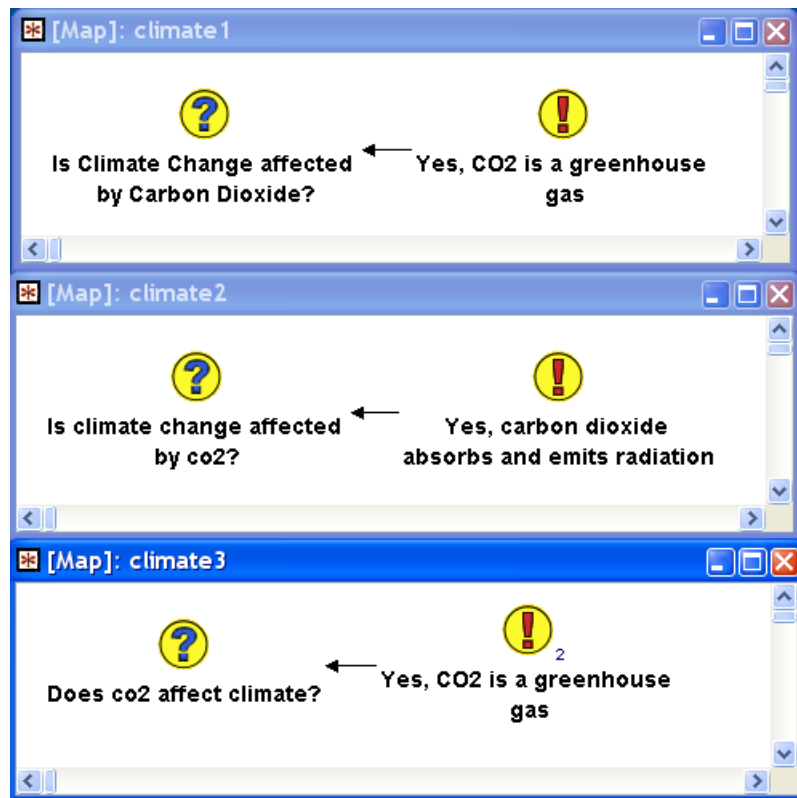 [Map]: climate1
Is Climate Change affected
by Carbon Dioxide?
Yes, CO2 is a greenhouse
gas
[Map]: climate2
Is climate change affected
by co2?
Yes, carbon dioxide
absorbs and emits radiation
[Map]: climate3
Does co2 affect climate?
2
Yes, CO2 is a greenhouse
gas